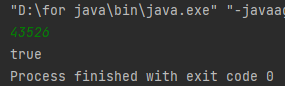 "D:\for java\bin\java.exe" "-javaag
43526
true
Process finished with exit code 0